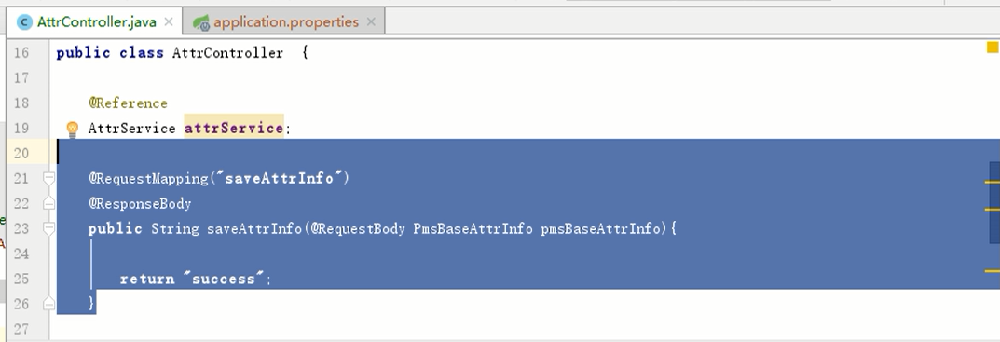 AttrController.java
application.properties
16 public class AttrController {
17
18 @Reference
19 AttrService attrService;
20
21 @RequestMapping("saveAttrInfo")
22 @ResponseBody
23 public String saveAttrInfo(@RequestBody PmsBaseAttrInfo pmsBaseAttrInfo){
24
25 return "success";
26 }
27